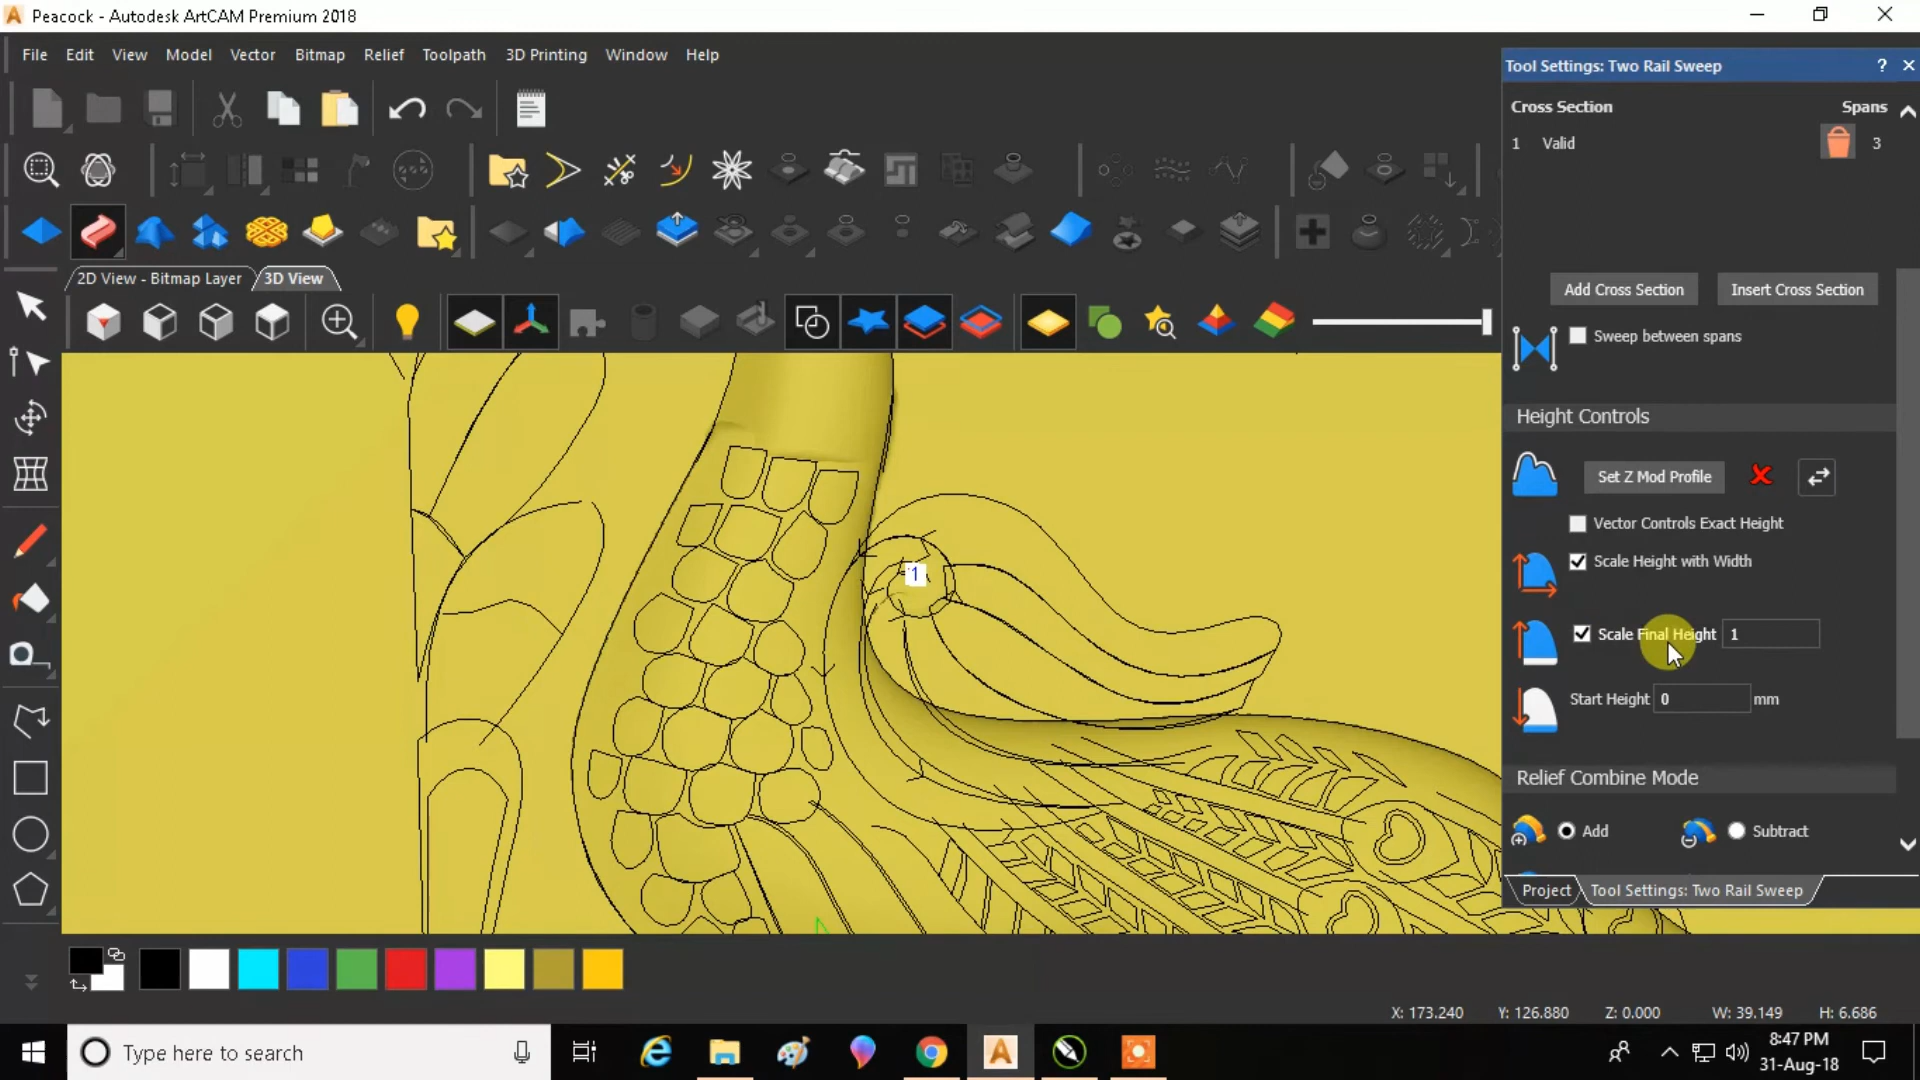 Peacock - Autodesk ArtCAM Premium 2018
File Edit View Model Vector Bitmap Relief Toolpath 3D Printing Window Help
Tool Settings: Two Rail Sweep ?
Cross Section Spans
1 Valid 3
2D View - Bitmap Layer 3D View
Add Cross Section Insert Cross Section
Sweep between spans
Height Controls
Set Z Mod Profile
Vector Controls Exact Height
Scale Height with Width
1
Scale Final Height 1
Start Height 0 mm
Relief Combine Mode
Add Subtract
Project Tool Settings: Two Rail Sweep
X: 173.240 Y: 126.880 Z: 0.000 W: 39.149 H: 6.686
Type here to search
8:47 PM
31-Aug-18